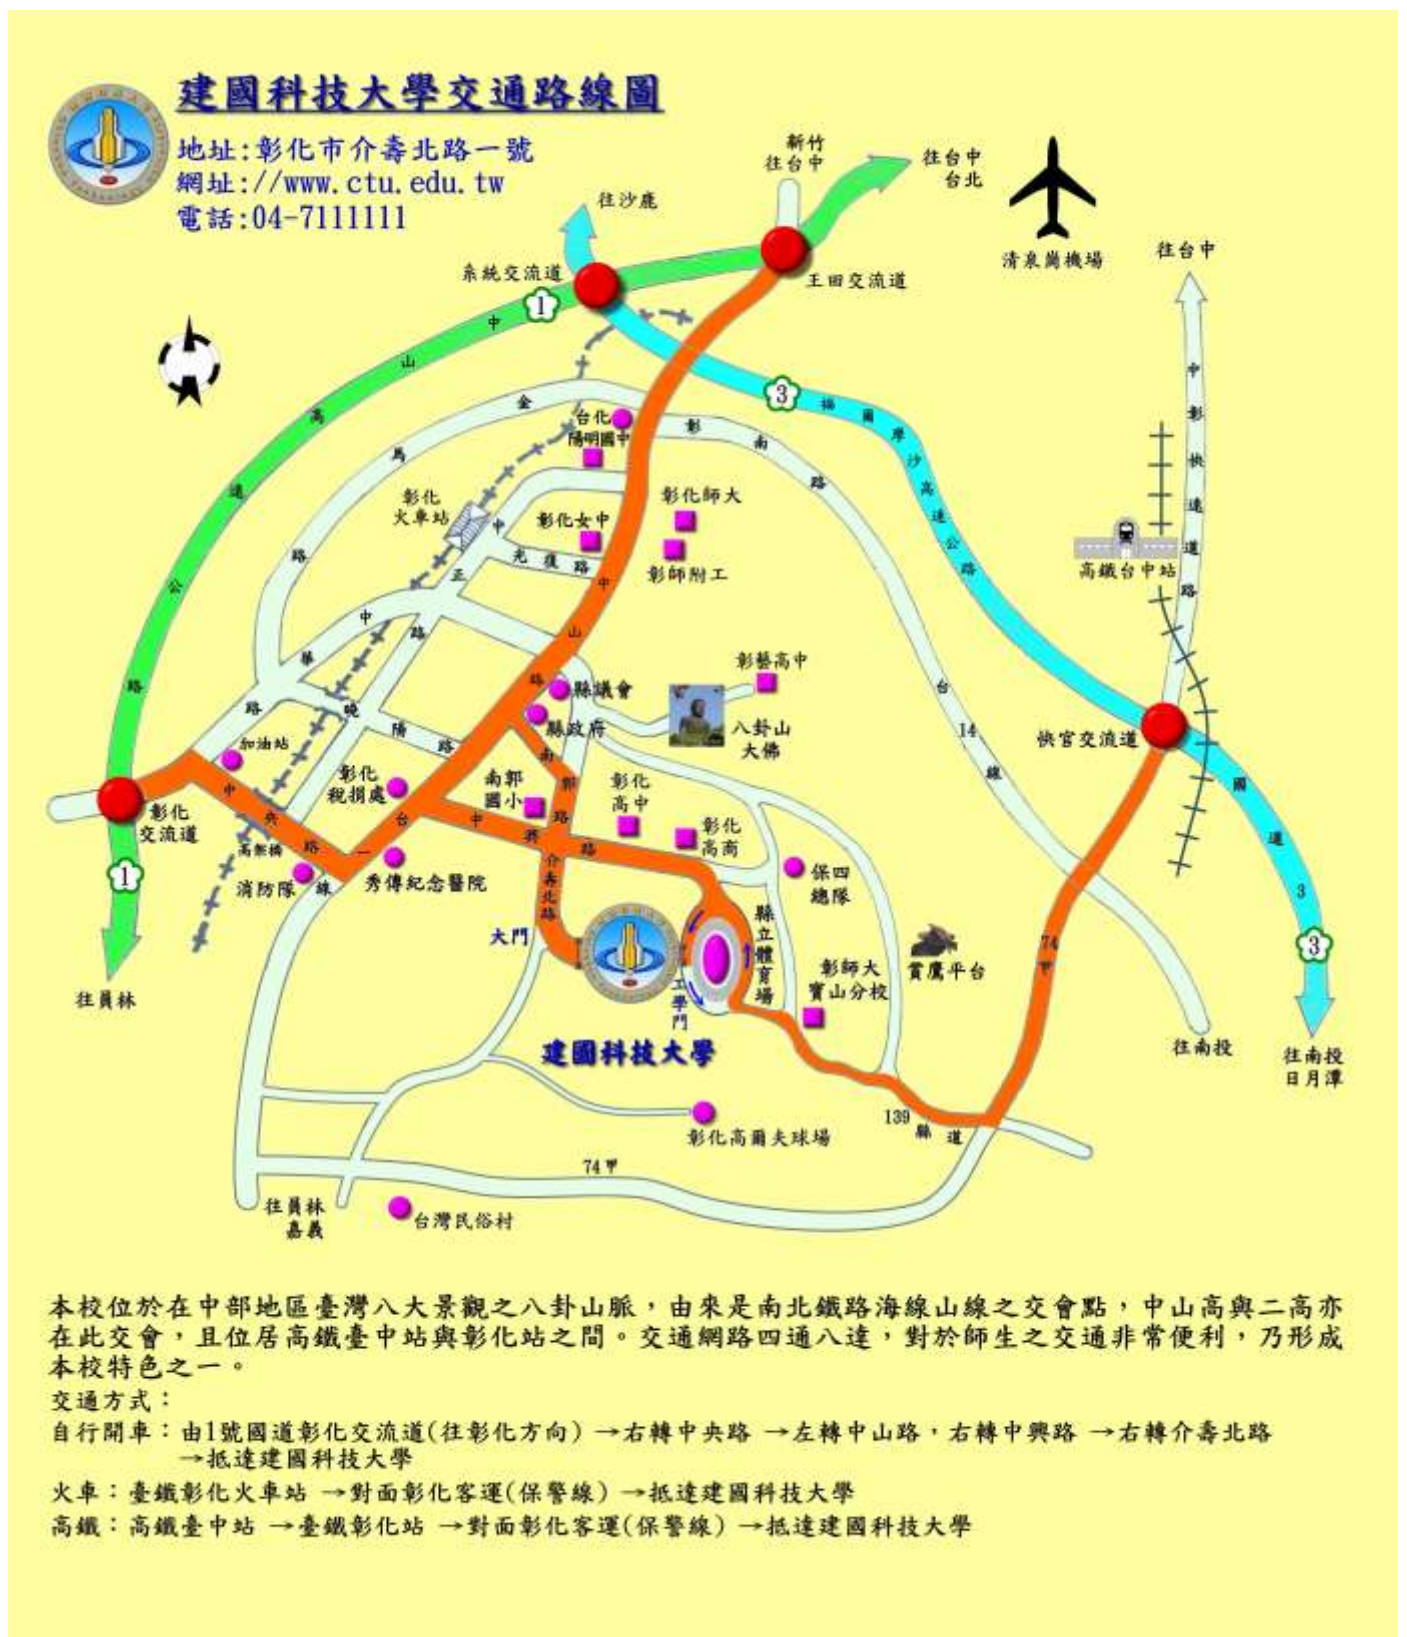 建國科技大學交通路線圖
地址:彰化市介壽北路一號
網址://www.ctu.edu.tw
電話:04-7111111
新竹
往台中
往台中
台北
往沙鹿
清泉崗機場
往台中
系統交流道
王田交流道
1
中山高速公路
3
福爾摩沙高速公路
中彰快速道路
金馬路
台化
陽明國中
彰南路
彰化
火車站
彰化師大
彰化女中
彰師附工
光復路
中正路
高鐵台中站
中華路
中山路
彰藝高中
縣議會
縣政府
八卦山
大佛
台14線
快官交流道
曉陽路
加油站
彰化
稅捐處
南郭路
南郭
國小
彰化
高中
彰化
高商
彰化
交流道
中央路
高架橋
消防隊
台一線
中興路
秀傳紀念醫院
介壽北路
保四
總隊
國道3
1
大門
縣立體育場
工學門
彰師大
寶山分校
賞鷹平台
74甲
3
往員林
建國科技大學
往南投
往南投
日月潭
彰化高爾夫球場
139縣道
74甲
往員林
嘉義
台灣民俗村
本校位於在中部地區臺灣八大景觀之八卦山脈，由來是南北鐵路海線山線之交會點，中山高與二高亦
在此交會，且位居高鐵臺中站與彰化站之間。交通網路四通八達，對於師生之交通非常便利，乃形成
本校特色之一。
交通方式：
自行開車：由1號國道彰化交流道(往彰化方向) →右轉中央路 →左轉中山路，右轉中興路 →右轉介壽北路
→抵達建國科技大學
火車：臺鐵彰化火車站 →對面彰化客運(保警線) →抵達建國科技大學
高鐵：高鐵臺中站 →臺鐵彰化站 →對面彰化客運(保警線) →抵達建國科技大學